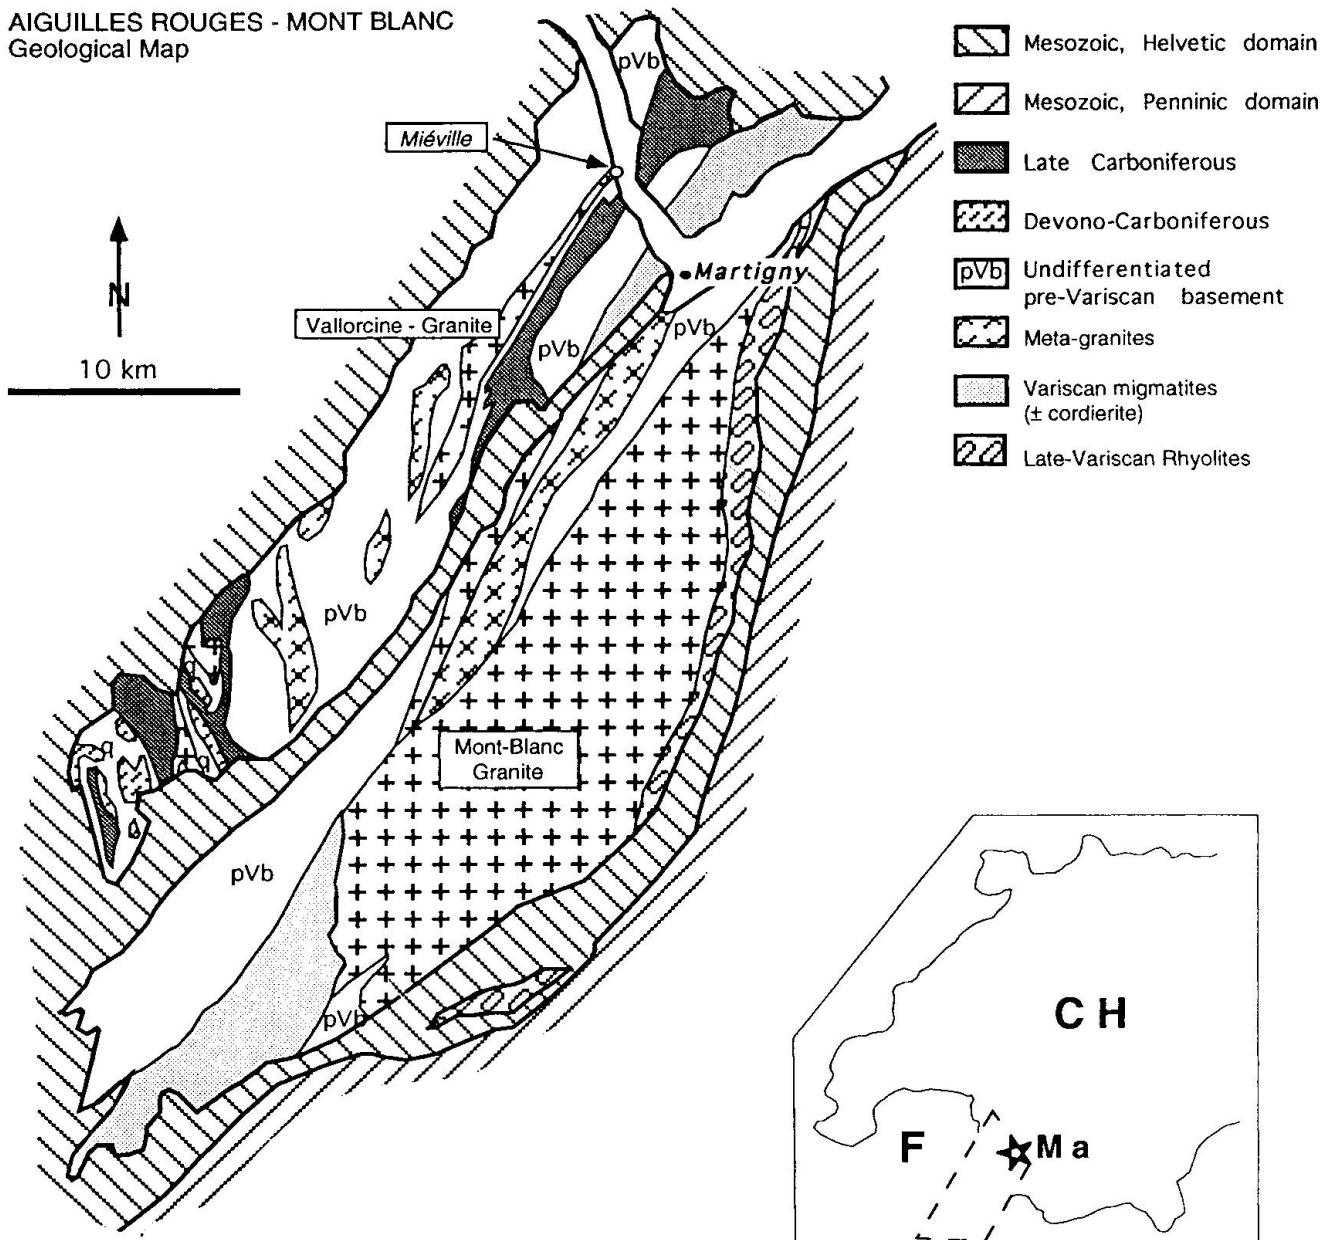 AIGUILLES ROUGES - MONT BLANC
Geological Map
Miéville
N
10 km
Vallorcine - Granite
Martigny
pVb
pVb
pVb
pVb
pVb
pVb
q
q
q
Mont-Blanc
Granite
Mesozoic, Helvetic domain
Mesozoic, Penninic domain
Late Carboniferous
Devono-Carboniferous
pVb Undifferentiated
pre-Variscan basement
Meta-granites
Variscan migmatites
(± cordierite)
Late-Variscan Rhyolites
CH
F
Ma